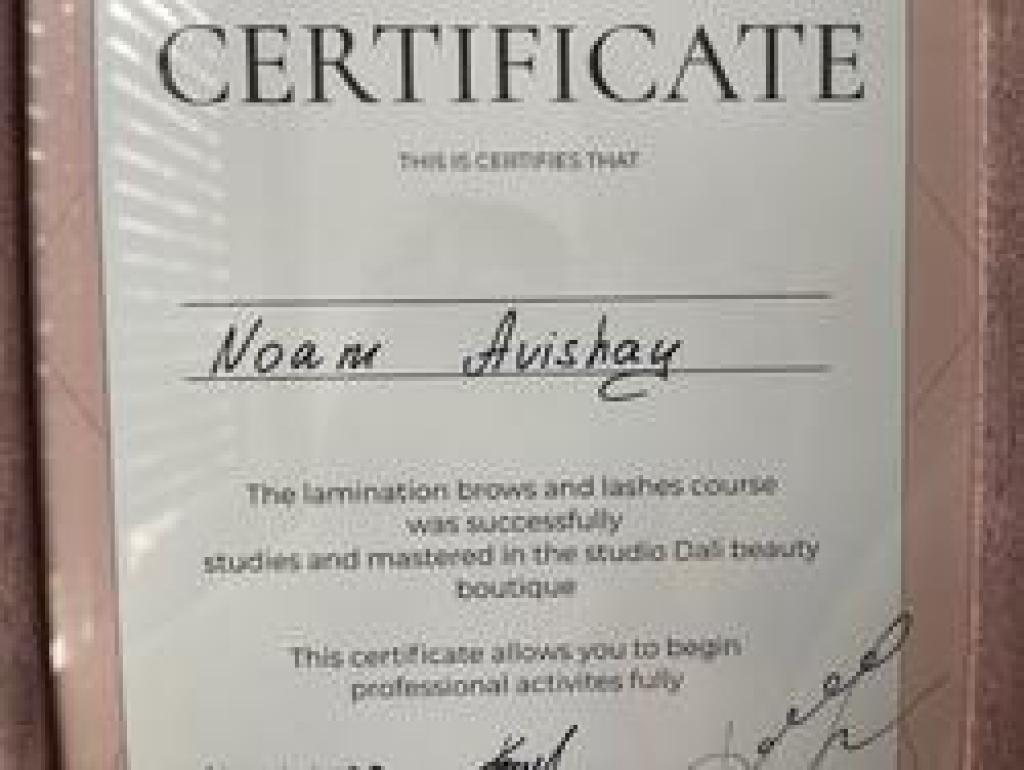 CERTIFICATE
THIS IS CERTIFIES THAT
Noam Avishay
The lamination brows and lashes course
was successfully
studies and mastered in the studio Dali beauty
boutique
This certificate allows you to begin
professional activites fully